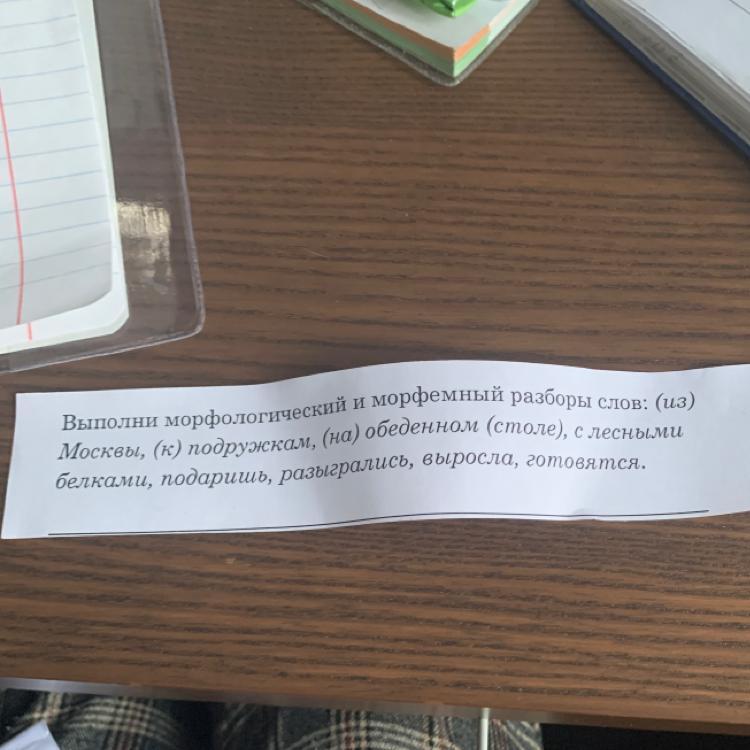 Выполни морфологический и морфемный разборы слов: (из)
Москвы, (к) подружкам, (на) обеденном (столе), с лесными
белками, подаришь, разыгрались, выросла, готовятся.